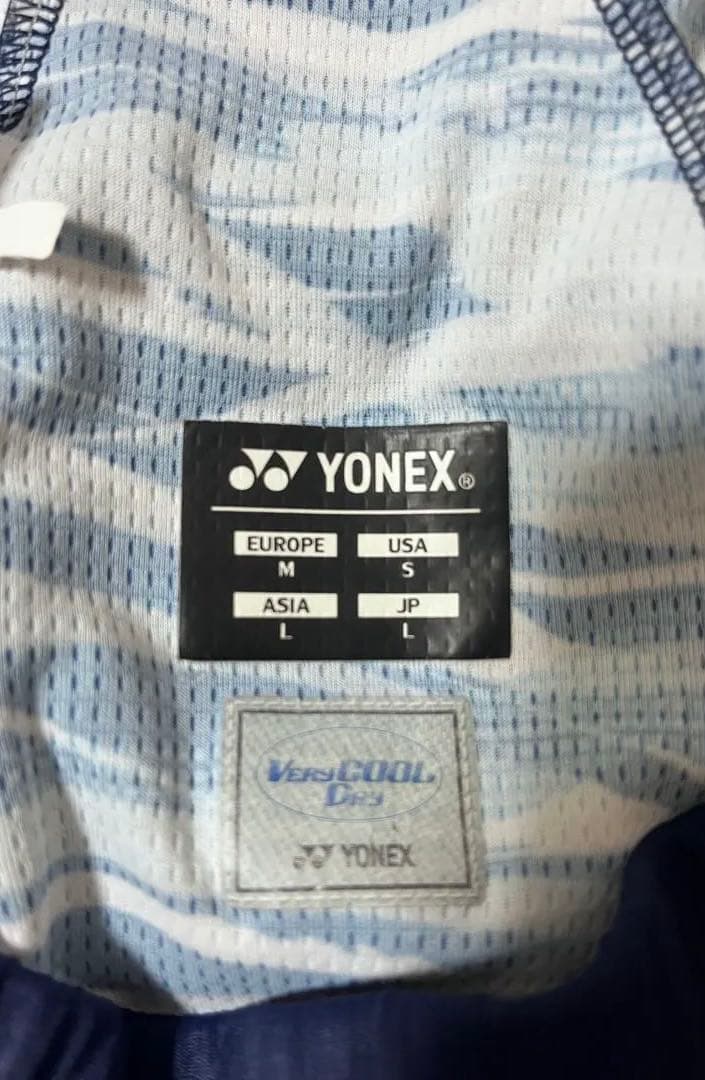 YONEX®
EUROPE USA
M S
ASIA JP
L L
VeryCOOL
Dry
YONEX